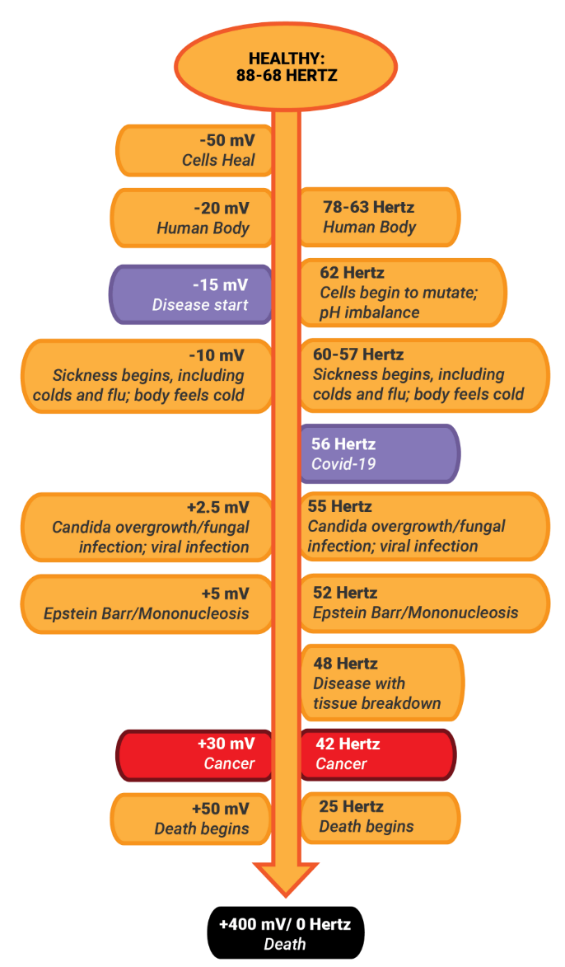 HEALTHY:
88-68 HERTZ
-50 mV
Cells Heal
-20 mV
Human Body
78-63 Hertz
Human Body
-15 mV
Disease start
62 Hertz
Cells begin to mutate;
pH imbalance
-10 mV
Sickness begins, including
colds and flu; body feels cold
60-57 Hertz
Sickness begins, including
colds and flu; body feels cold
56 Hertz
Covid-19
+2.5 mV
Candida overgrowth/fungal
infection; viral infection
55 Hertz
Candida overgrowth/fungal
infection; viral infection
+5 mV
Epstein Barr/Mononucleosis
52 Hertz
Epstein Barr/Mononucleosis
48 Hertz
Disease with
tissue breakdown
+30 mV
Cancer
42 Hertz
Cancer
+50 mV
Death begins
25 Hertz
Death begins
+400 mV/ 0 Hertz
Death